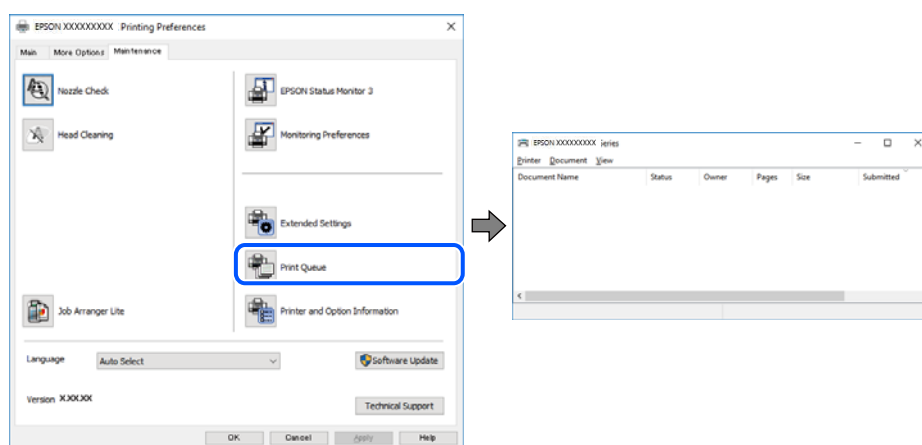 EPSON XXXXXXXXX Printing Preferences
Main More Options Maintenance
Nozzle Check
EPSON Status Monitor 3
Head Cleaning
Monitoring Preferences
Extended Settings
Print Queue
Job Arranger Lite
Printer and Option Information
Language Auto Select Software Update
Version X.XX.XX
Technical Support
OK Cancel Apply Help
EPSON XXXXXXXXX ieries
Printer Document View
Document Name Status Owner Pages Size Submitted